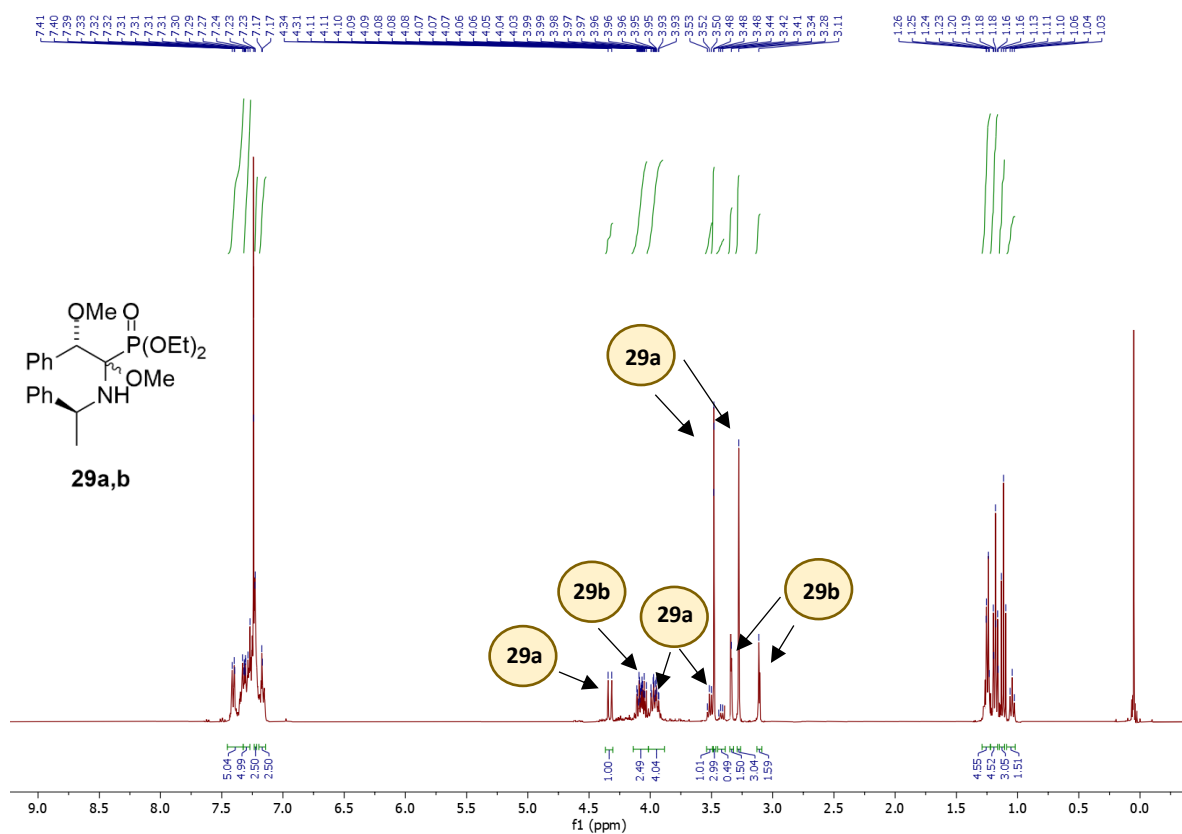 7.41 7.40 7.39 7.33 7.33 7.32 7.32 7.31 7.31 7.31 7.30 7.29 7.27 7.24 7.23 7.23 7.17 7.17 4.34 4.31 4.11 4.11 4.10 4.09 4.09 4.08 4.08 4.08 4.07 4.07 4.07 4.06 4.06 4.05 4.04 4.03 3.99 3.99 3.98 3.97 3.97 3.96 3.96 3.96 3.95 3.95 3.93 3.93 3.53 3.52 3.50 3.48 3.48 3.48 3.44 3.42 3.41 3.34 3.28 3.11
1.26 1.25 1.24 1.23 1.20 1.19 1.18 1.18 1.16 1.16 1.13 1.11 1.10 1.06 1.04 1.03
OMe O
P(OEt)2
Ph
OMe
Ph
NH
29a,b
29a
29b
29a
29b
29a
5.04 4.99 2.50 2.50 1.00 2.49 4.04 1.01 2.99 0.49 1.50 3.04 1.59 4.55 4.52 3.05 1.51
9.0 8.5 8.0 7.5 7.0 6.5 6.0 5.5 5.0 4.5 4.0 3.5 3.0 2.5 2.0 1.5 1.0 0.5 0.0
f1 (ppm)